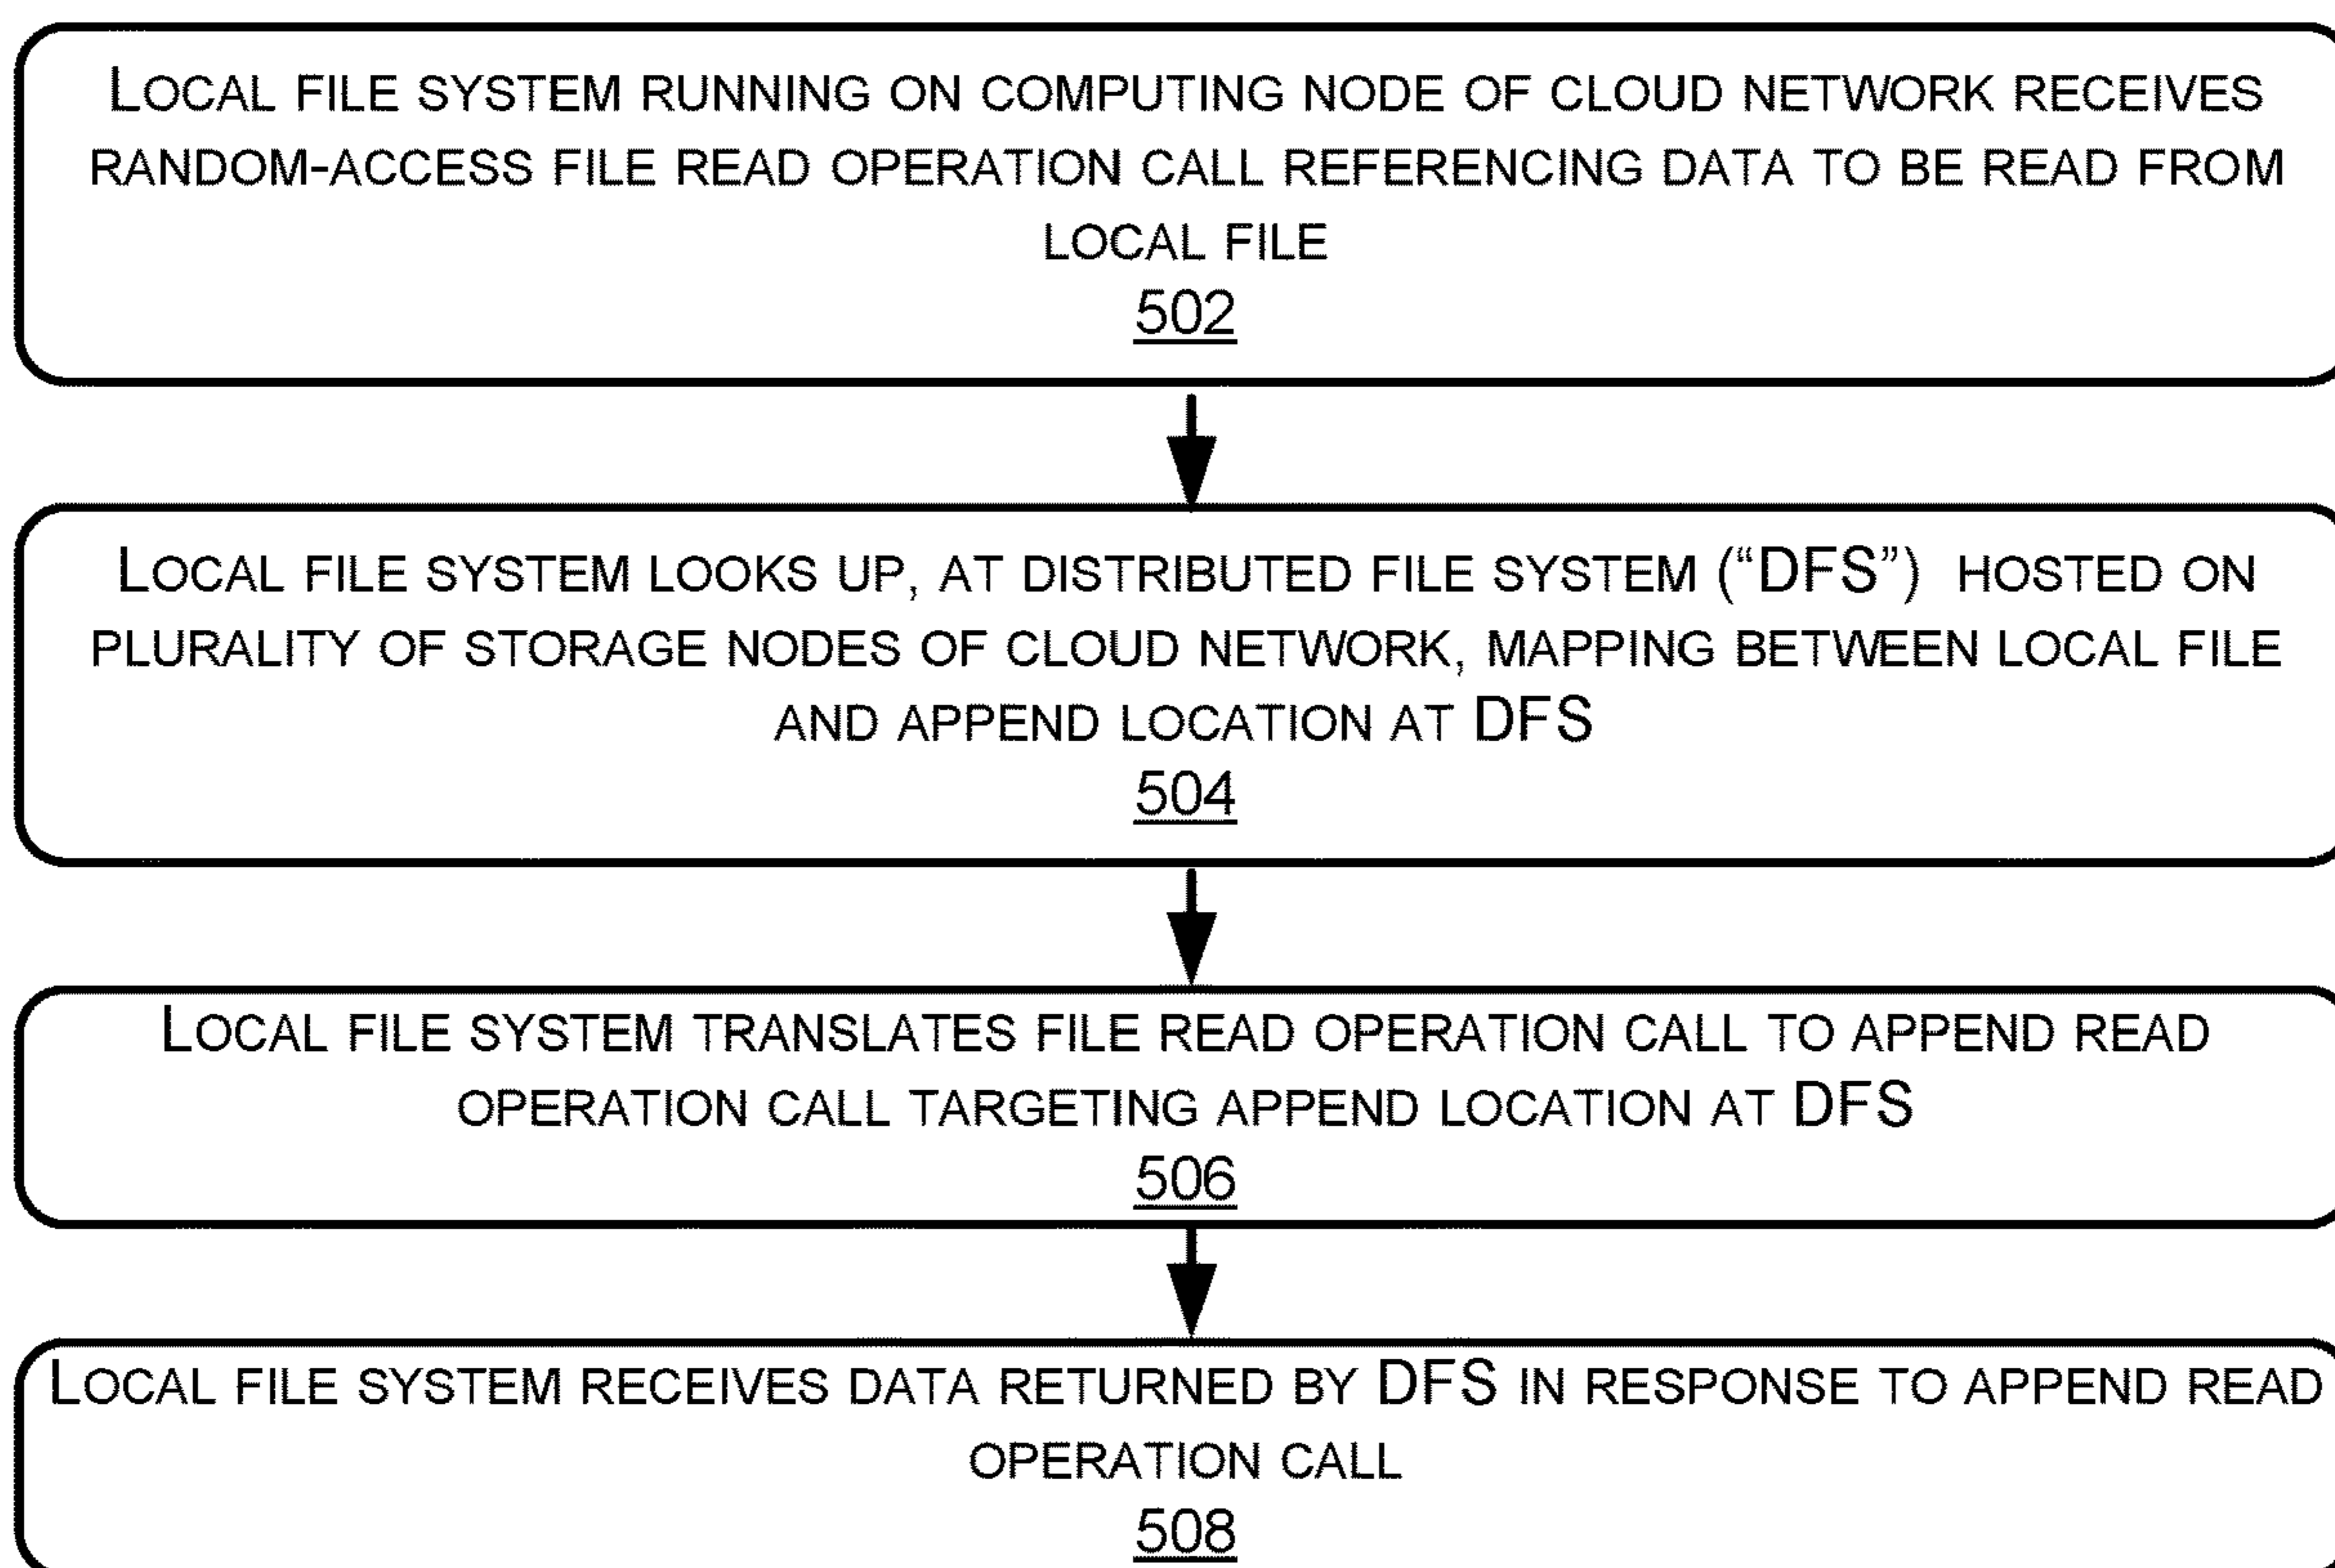 LOCAL FILE SYSTEM RUNNING ON COMPUTING NODE OF CLOUD NETWORK RECEIVES
RANDOM-ACCESS FILE READ OPERATION CALL REFERENCING DATA TO BE READ FROM
LOCAL FILE
502
LOCAL FILE SYSTEM LOOKS UP, AT DISTRIBUTED FILE SYSTEM (“DFS”) HOSTED ON
PLURALITY OF STORAGE NODES OF CLOUD NETWORK, MAPPING BETWEEN LOCAL FILE
AND APPEND LOCATION AT DFS
504
LOCAL FILE SYSTEM TRANSLATES FILE READ OPERATION CALL TO APPEND READ
OPERATION CALL TARGETING APPEND LOCATION AT DFS
506
LOCAL FILE SYSTEM RECEIVES DATA RETURNED BY DFS IN RESPONSE TO APPEND READ
OPERATION CALL
508